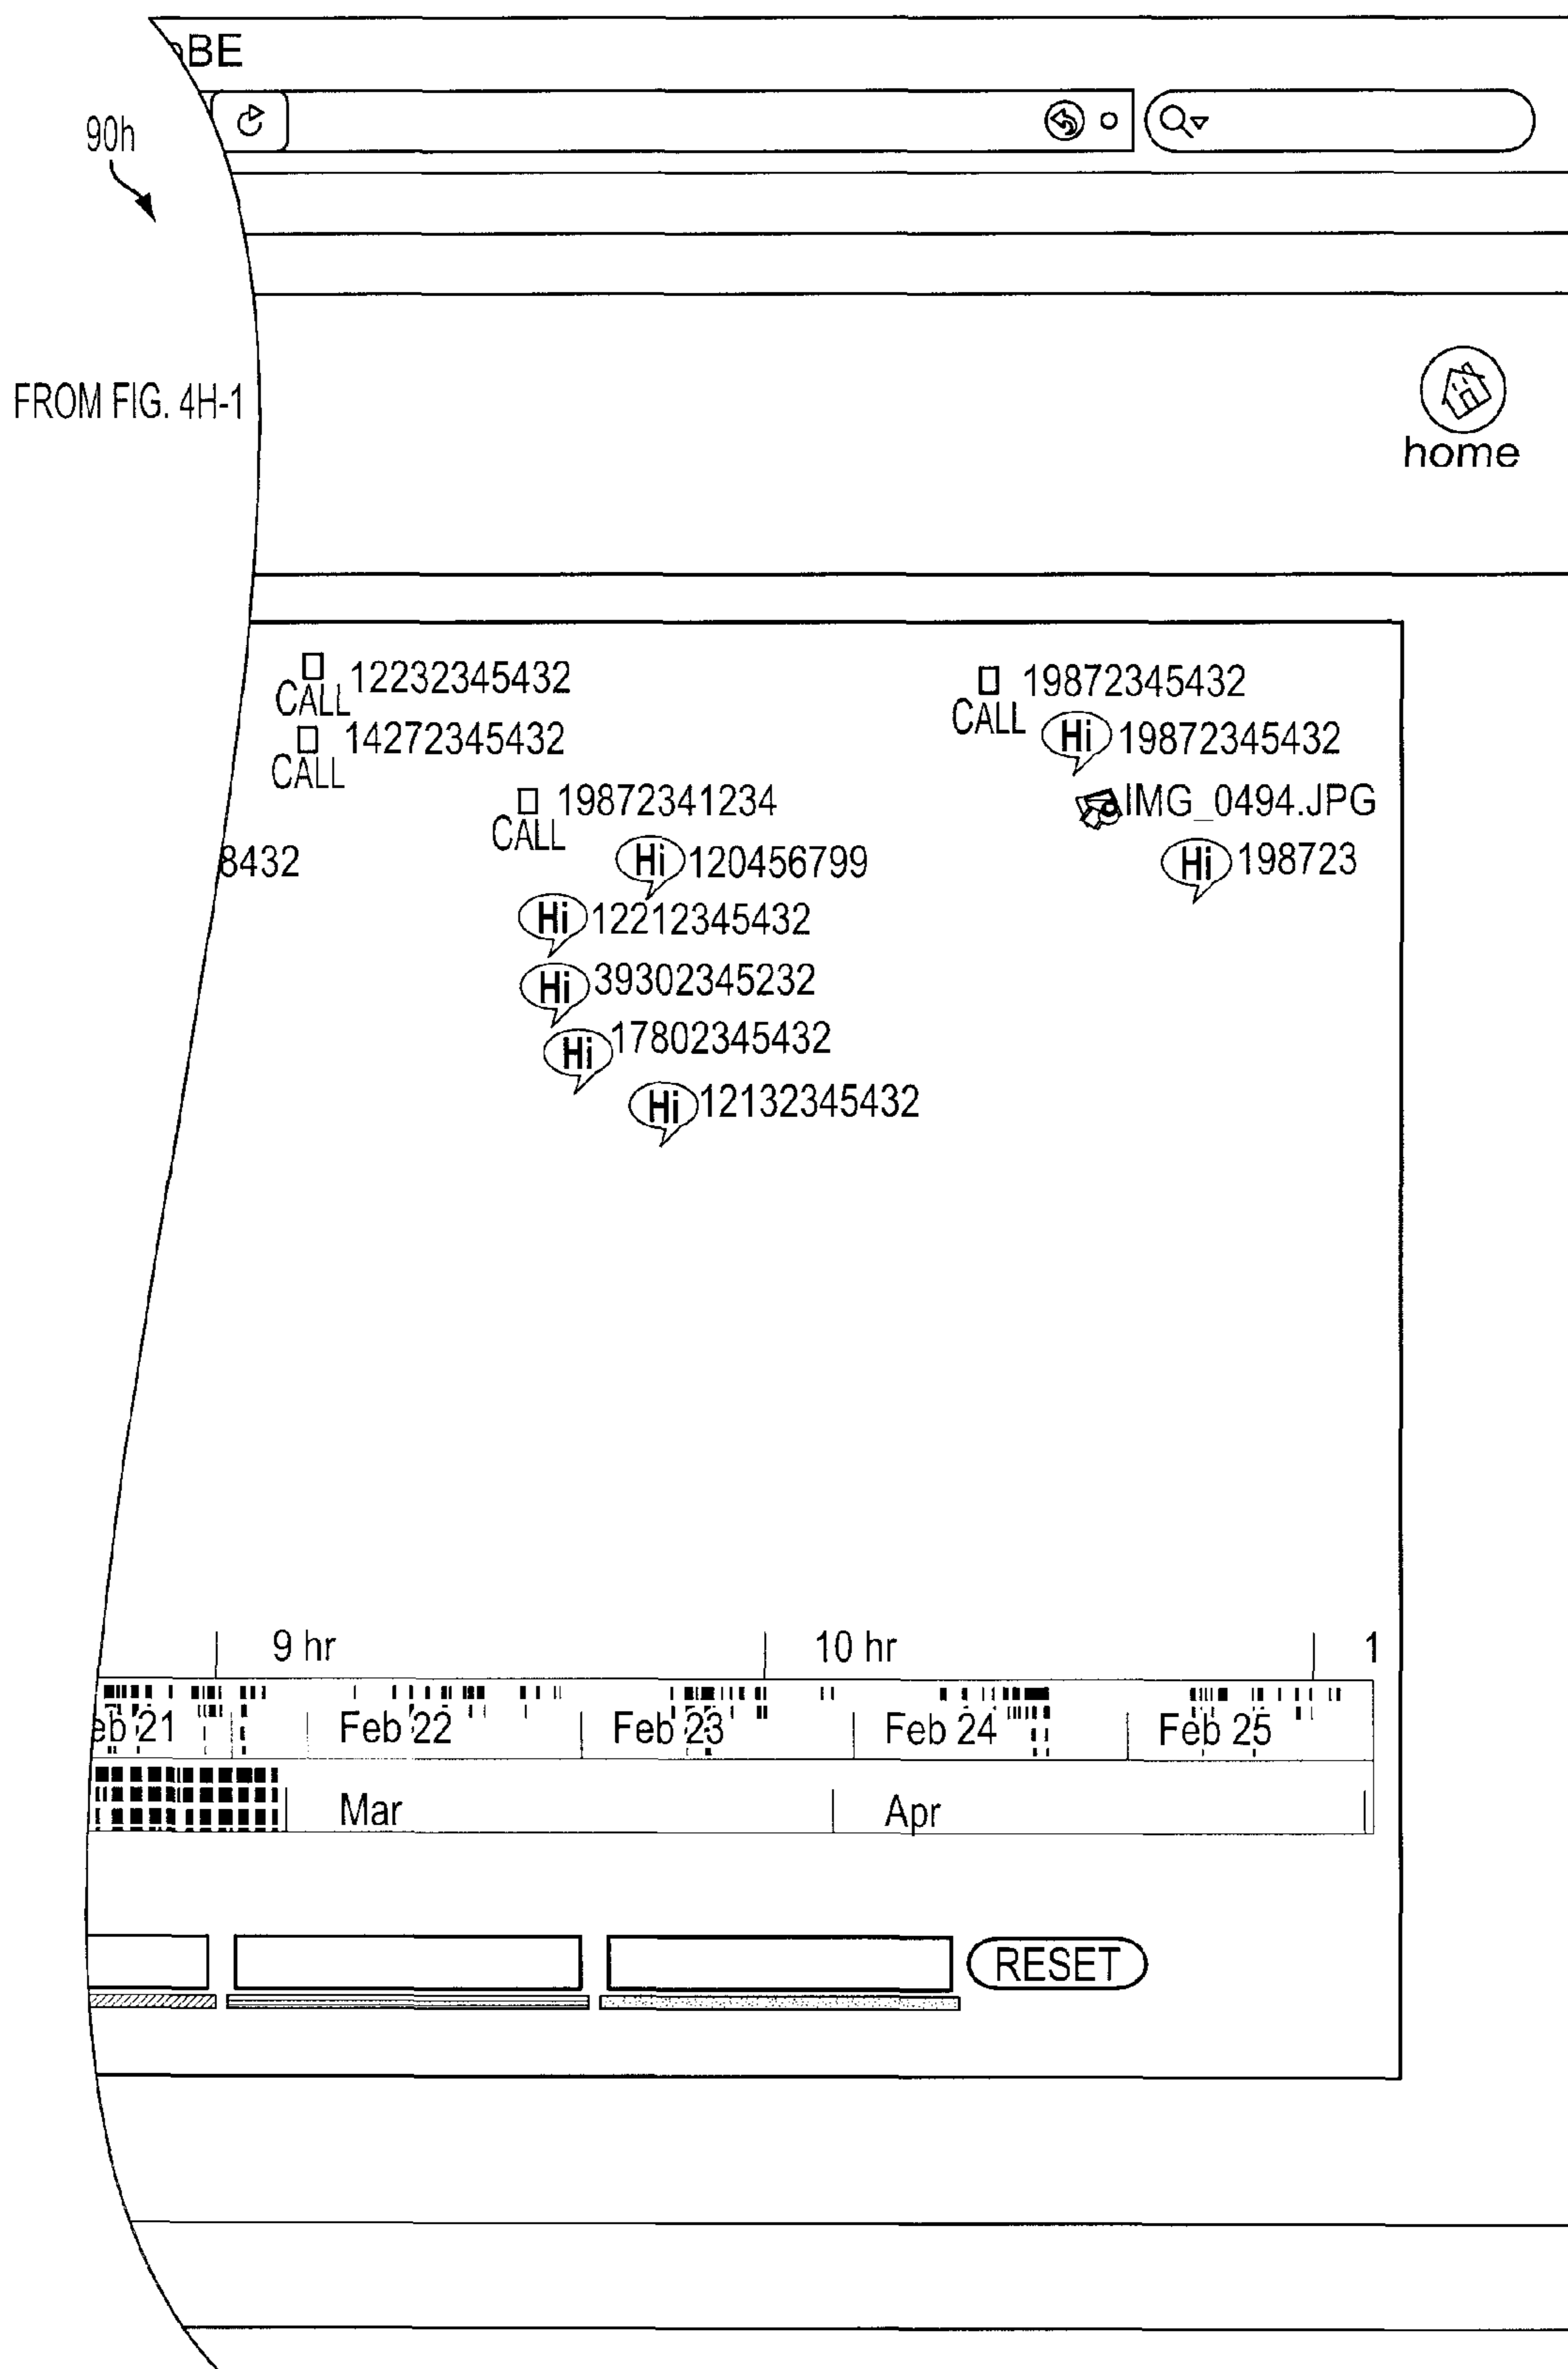 BE
90h
FROM FIG. 4H-1
home
CALL 12232345432
CALL 14272345432
CALL 19872341234
8432
Hi 120456799
Hi 12212345432
Hi 39302345232
Hi 17802345432
Hi 12132345432
CALL 19872345432
Hi 19872345432
IMG_0494.JPG
Hi 198723
9 hr 10 hr 1
eb 21 Feb 22 Feb 23 Feb 24 Feb 25
Mar Apr
RESET